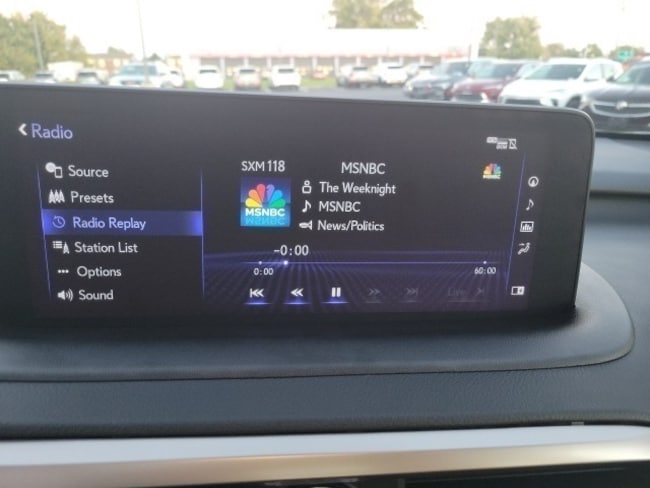 Radio
Source
Presets
Radio Replay
Station List
Options
Sound
SXM 118
MSNBC
MSNBC
The Weeknight
MSNBC
News/Politics
-0:00
0:00
60:00
Live